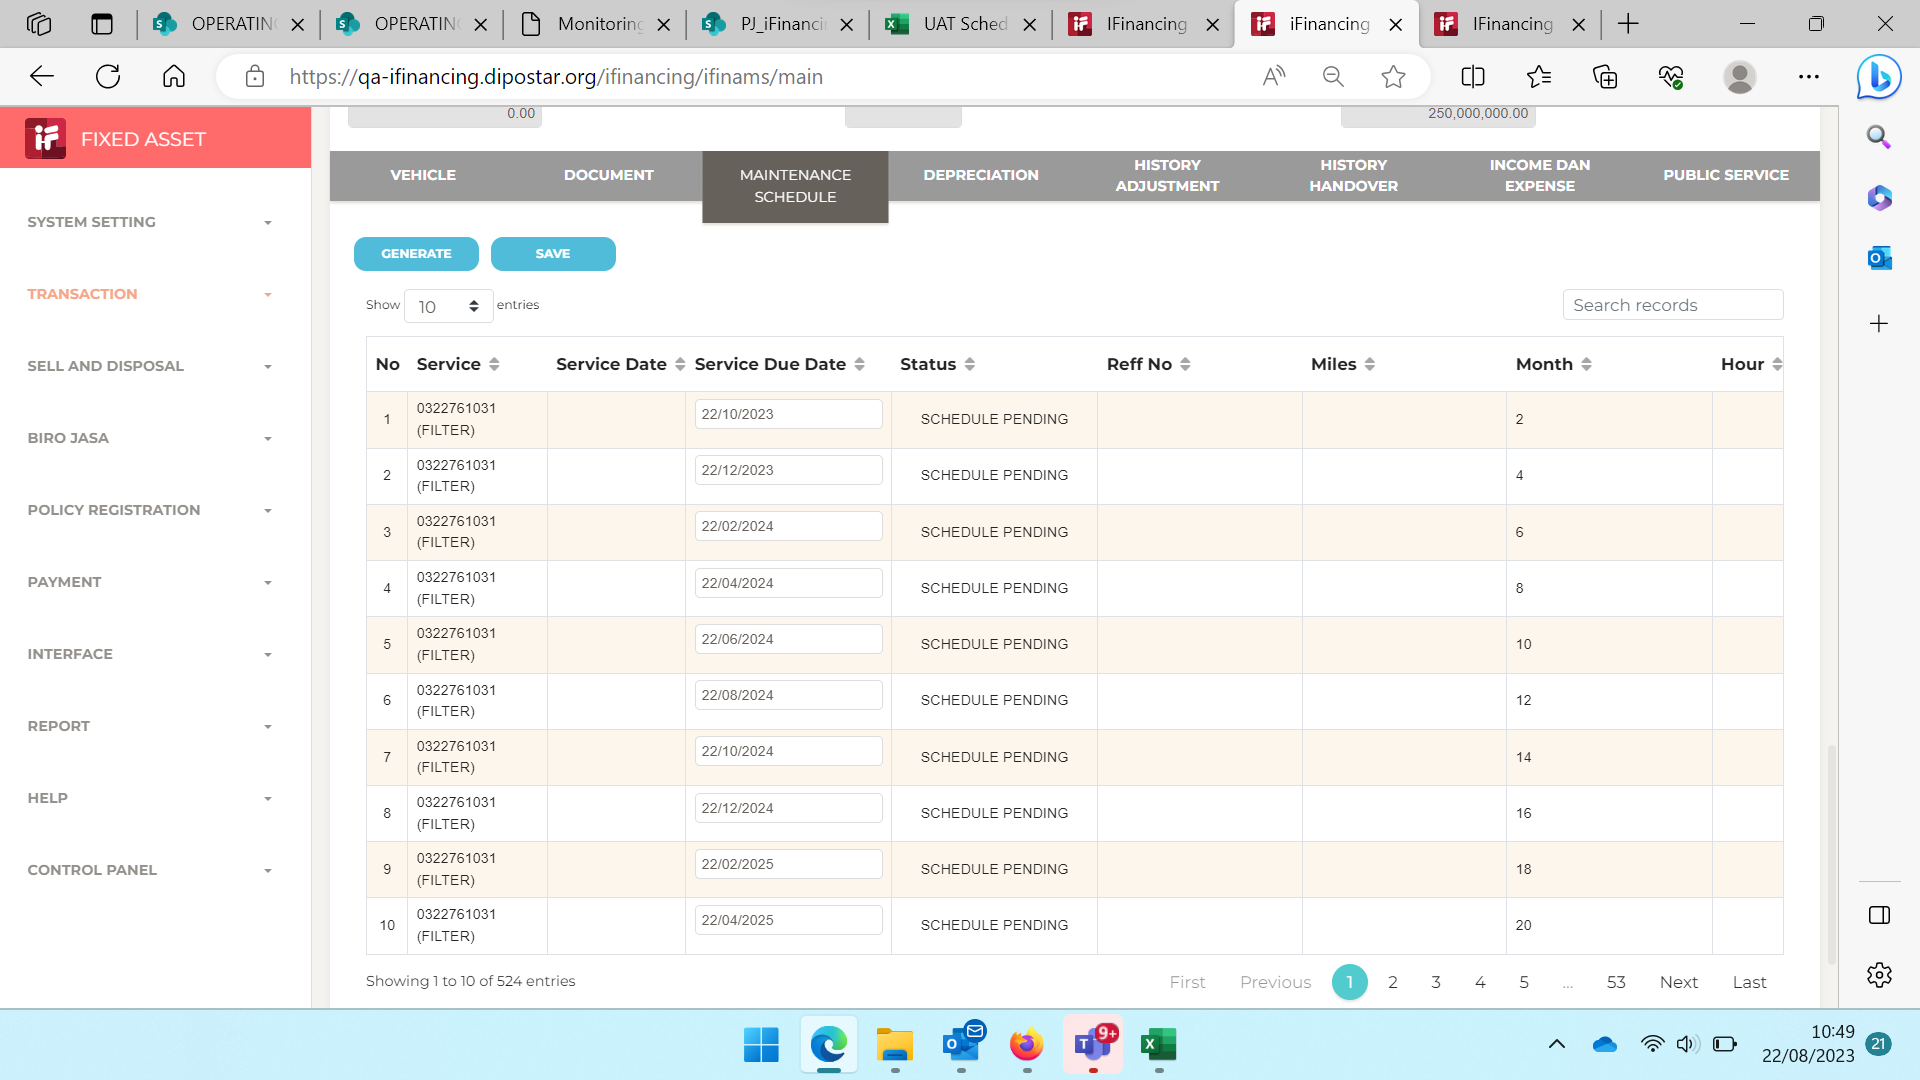 OPERATING
OPERATING
Monitoring
PJ_iFinanci
UAT Sched
IFinancing
iFinancing
IFinancing
https://qa-ifinancing.dipostar.org/ifinancing/ifinams/main
iF FIXED ASSET
SYSTEM SETTING
TRANSACTION
SELL AND DISPOSAL
BIRO JASA
POLICY REGISTRATION
PAYMENT
INTERFACE
REPORT
HELP
CONTROL PANEL
0.00
250,000,000.00
VEHICLE
DOCUMENT
MAINTENANCE
SCHEDULE
DEPRECIATION
HISTORY
ADJUSTMENT
HISTORY
HANDOVER
INCOME DAN
EXPENSE
PUBLIC SERVICE
GENERATE
SAVE
Show 10 entries
Search records
No Service Service Date Service Due Date Status Reff No Miles Month Hour
1 0322761031 (FILTER) 22/10/2023 SCHEDULE PENDING 2
2 0322761031 (FILTER) 22/12/2023 SCHEDULE PENDING 4
3 0322761031 (FILTER) 22/02/2024 SCHEDULE PENDING 6
4 0322761031 (FILTER) 22/04/2024 SCHEDULE PENDING 8
5 0322761031 (FILTER) 22/06/2024 SCHEDULE PENDING 10
6 0322761031 (FILTER) 22/08/2024 SCHEDULE PENDING 12
7 0322761031 (FILTER) 22/10/2024 SCHEDULE PENDING 14
8 0322761031 (FILTER) 22/12/2024 SCHEDULE PENDING 16
9 0322761031 (FILTER) 22/02/2025 SCHEDULE PENDING 18
10 0322761031 (FILTER) 22/04/2025 SCHEDULE PENDING 20
Showing 1 to 10 of 524 entries
First Previous 1 2 3 4 5 ... 53 Next Last
9+
10:49
22/08/2023
21